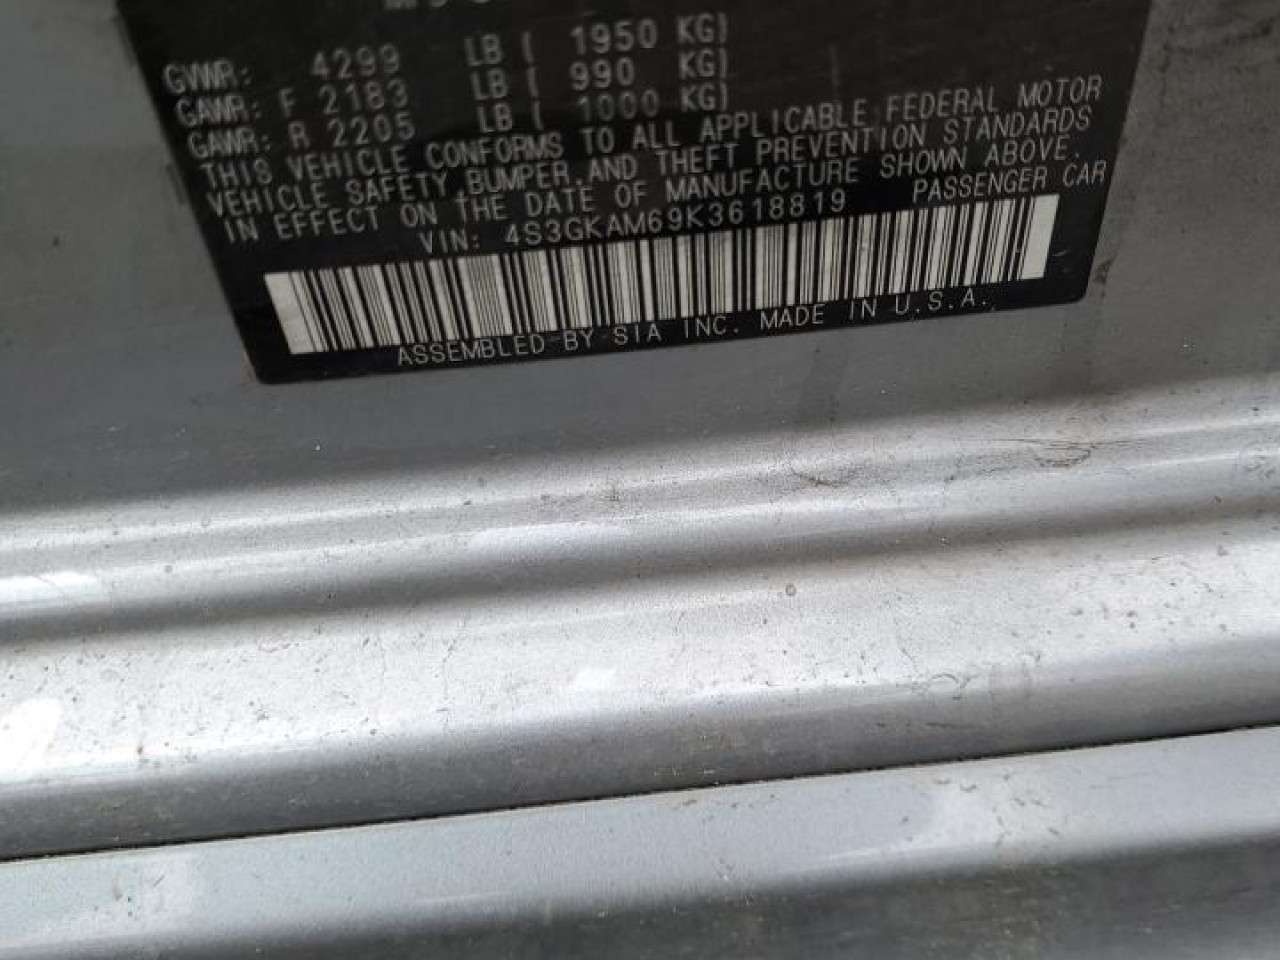 GVWR: 4299 LB ( 1950 KG)
GAWR: F 2183 LB ( 990 KG)
GAWR: R 2205 LB ( 1000 KG)
THIS VEHICLE CONFORMS TO ALL APPLICABLE FEDERAL MOTOR
VEHICLE SAFETY, BUMPER, AND THEFT PREVENTION STANDARDS
IN EFFECT ON THE DATE OF MANUFACTURE SHOWN ABOVE.
VIN: 4S3GKAM69K3618819 PASSENGER CAR
ASSEMBLED BY SIA INC. MADE IN U.S.A.